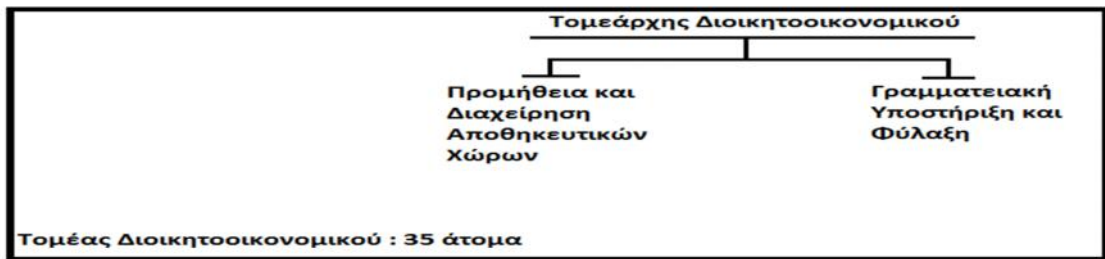 Τομεάρχης Διοικητοοικονομικού
Προμήθεια και
Διαχείρηση
Αποθηκευτικών
Χώρων
Γραμματειακή
Υποστήριξη και
Φύλαξη
Τομέας Διοικητοοικονομικού : 35 άτομα